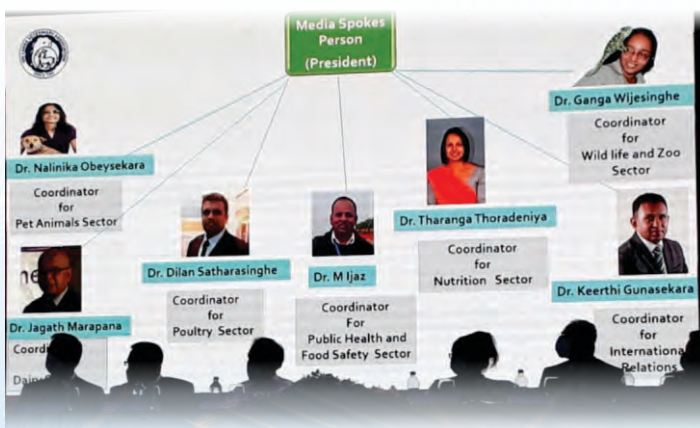 Media Spokes
Person
(President)
Dr. Ganga Wijesinghe
Coordinator
for
Wild life and Zoo
Sector
Dr. Nalinika Obeysekara
Coordinator
for
Pet Animals Sector
Dr. Tharanga Thoradeniya
Coordinator
for
Nutrition Sector
Dr. Dilan Satharasinghe
Coordinator
for
Poultry Sector
Dr. M Ijaz
Coordinator
For
Public Health and
Food Safety Sector
Dr. Keerthi Gunasekara
Coordinator
for
International
Relations
Dr. Jagath Marapana